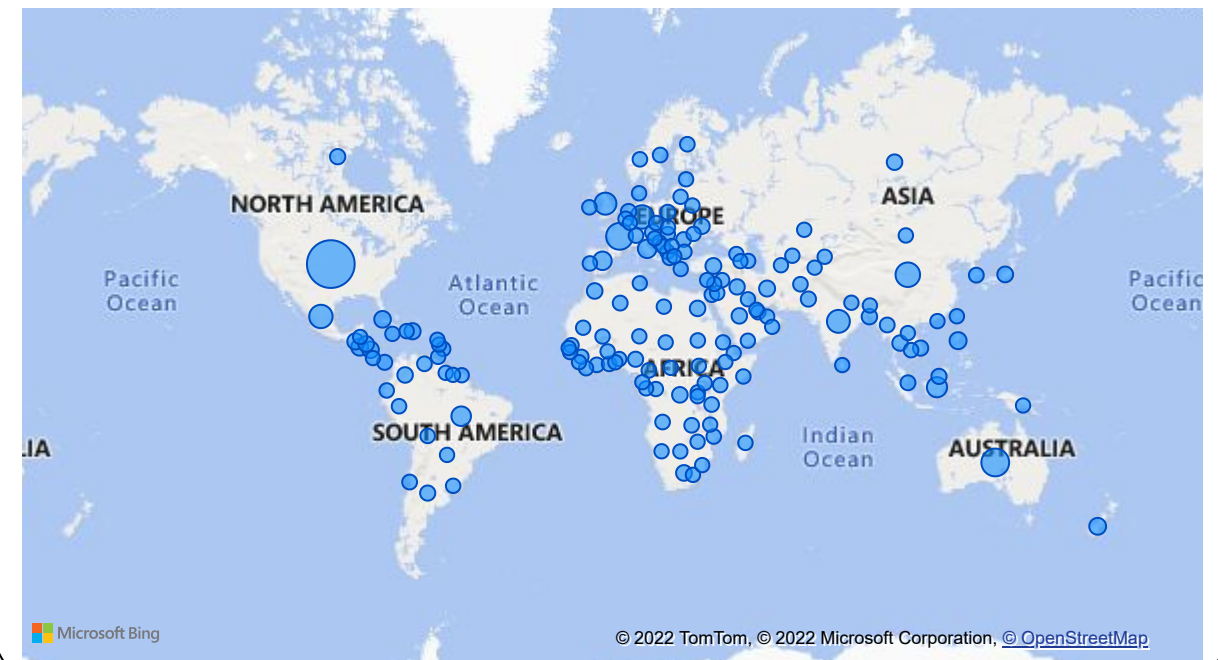 NORTH AMERICA
ASIA
EUROPE
Pacific
Ocean
Atlantic
Ocean
Pacific
Ocean
AFRICA
SOUTH AMERICA
Indian
Ocean
LIA
AUSTRALIA
Microsoft Bing
© 2022 TomTom, © 2022 Microsoft Corporation, © OpenStreetMap